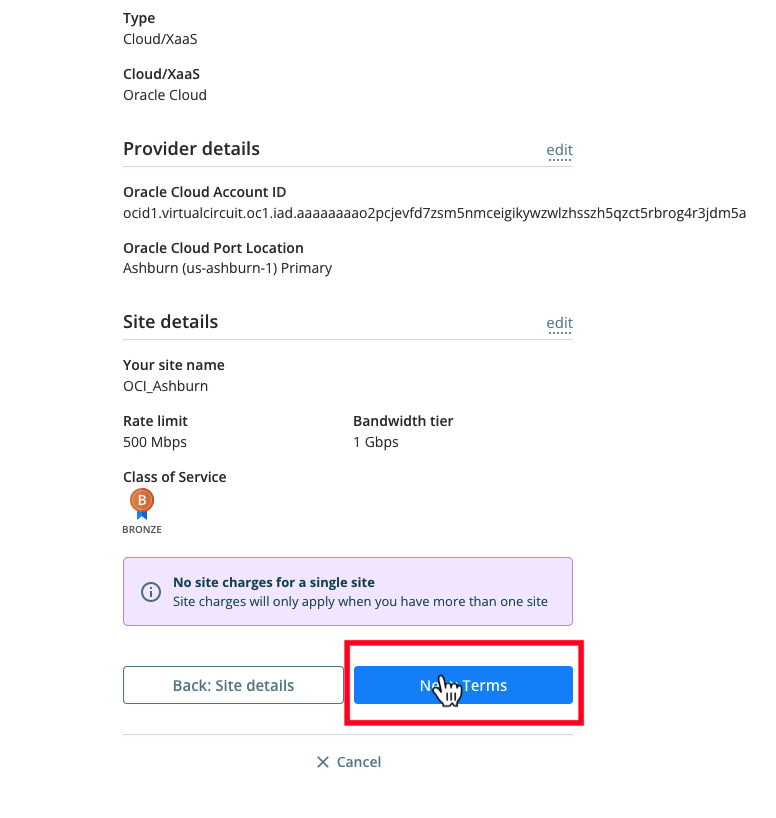 Type
Cloud/XaaS
Cloud/XaaS
Oracle Cloud
Provider details edit
Oracle Cloud Account ID
ocid1.virtualcircuit.oc1.iad.aaaaaaaao2pcjevfd7zsm5nmceigikywzwlzhsszh5qzct5rbrog4r3jdm5a
Oracle Cloud Port Location
Ashburn (us-ashburn-1) Primary
Site details edit
Your site name
OCI_Ashburn
Rate limit Bandwidth tier
500 Mbps 1 Gbps
Class of Service
B
BRONZE
No site charges for a single site
Site charges will only apply when you have more than one site
Back: Site details Terms
Cancel